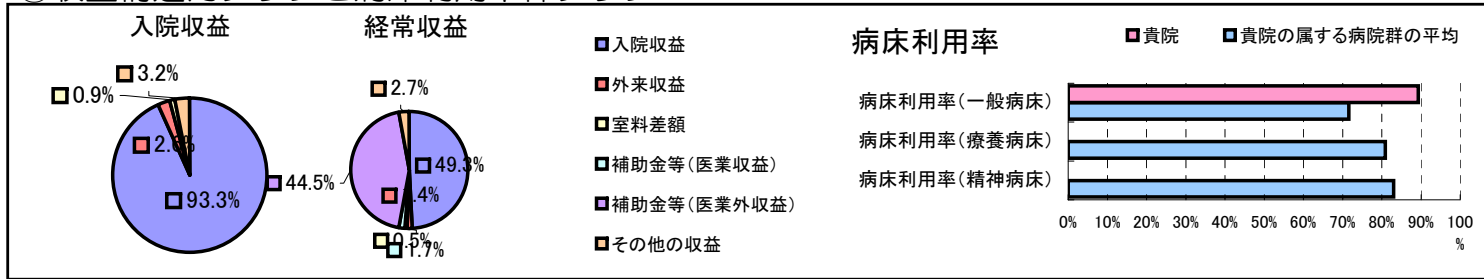 入院収益
経常収益
3.2%
0.9%
2.6%
93.3%
2.7%
49.3%
44.5%
.4%
0.5%
1.7%
入院収益
外来収益
室料差額
補助金等(医業収益)
補助金等(医業外収益)
その他の収益
病床利用率
貴院
貴院の属する病院群の平均
病床利用率(一般病床)
病床利用率(療養病床)
病床利用率(精神病床)
0% 10% 20% 30% 40% 50% 60% 70% 80% 90% 100
%